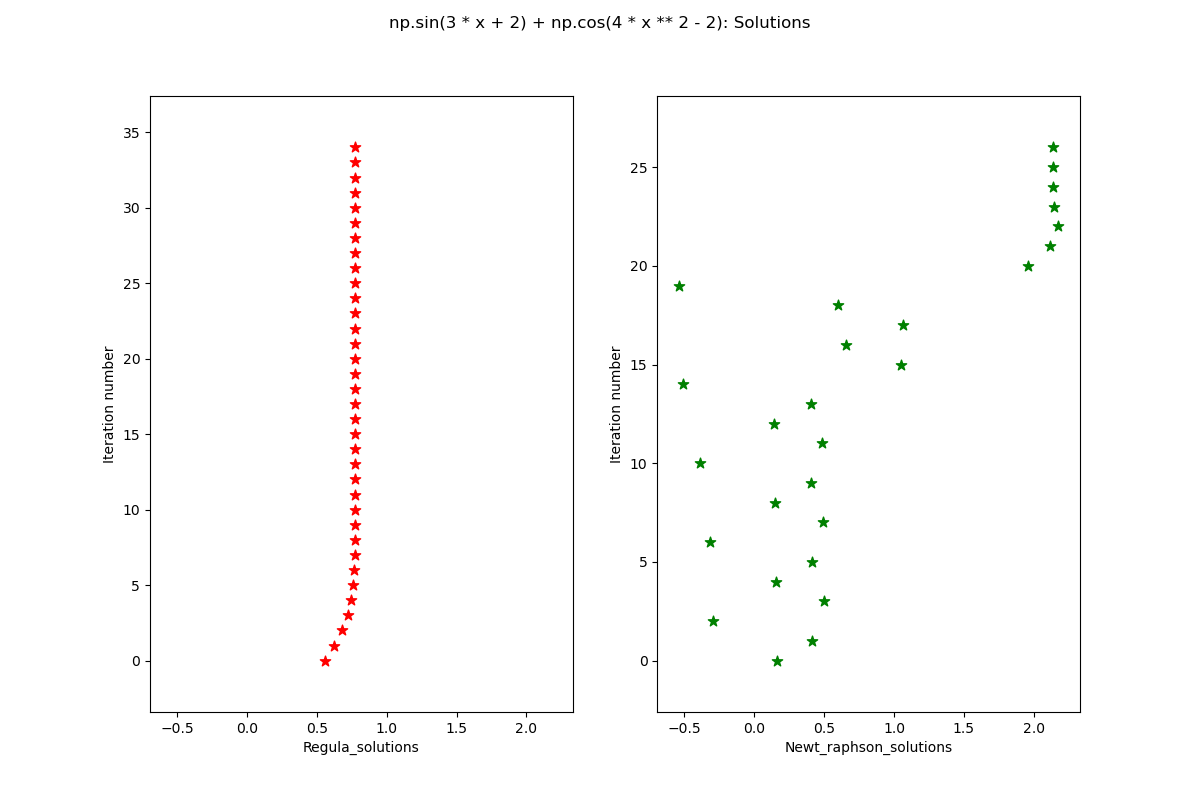 np.sin(3 * x + 2) + np.cos(4 * x ** 2 - 2): Solutions
35
30
25
20
15
10
5
0
Iteration number
−0.5 0.0 0.5 1.0 1.5 2.0
Regula_solutions
25
20
15
10
5
0
Iteration number
−0.5 0.0 0.5 1.0 1.5 2.0
Newt_raphson_solutions